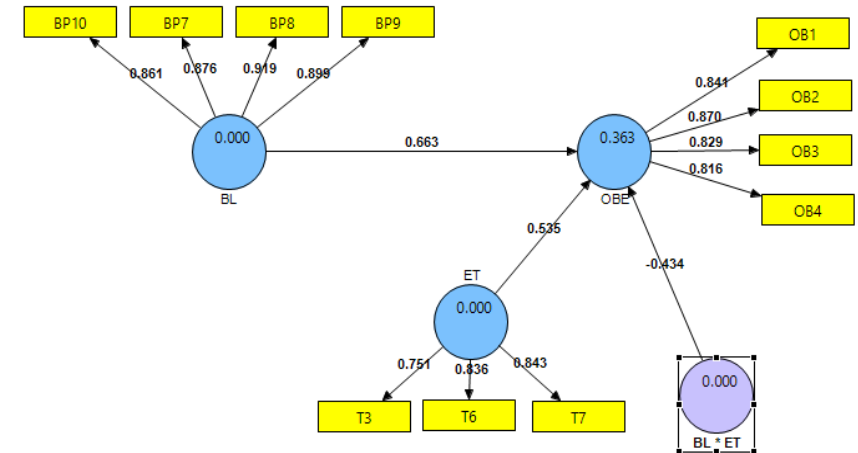 BP10
BP7
BP8
BP9
OB1
0.861
0.876
0.919
0.899
0.841
OB2
0.870
0.000
0.663
0.363
0.829
OB3
0.816
BL
OBE
OB4
0.535
ET
-0.434
0.000
0.751
0.836
0.843
0.000
T3
T6
T7
BL * ET